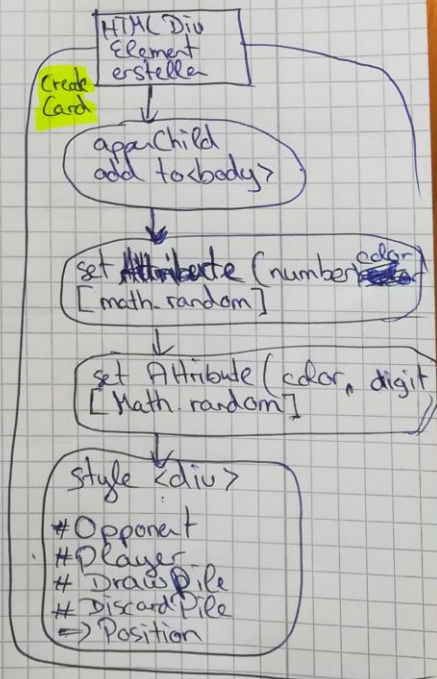 HTML Div
Element
erstellen
Create
Card
appenChild
add to <body>
set Attribute (number color
[math.random]
set Attribute (color, digit
[Math.random]
style <div>
#Opponent
#Player
# DrawPile
# DiscardPile
=> Position